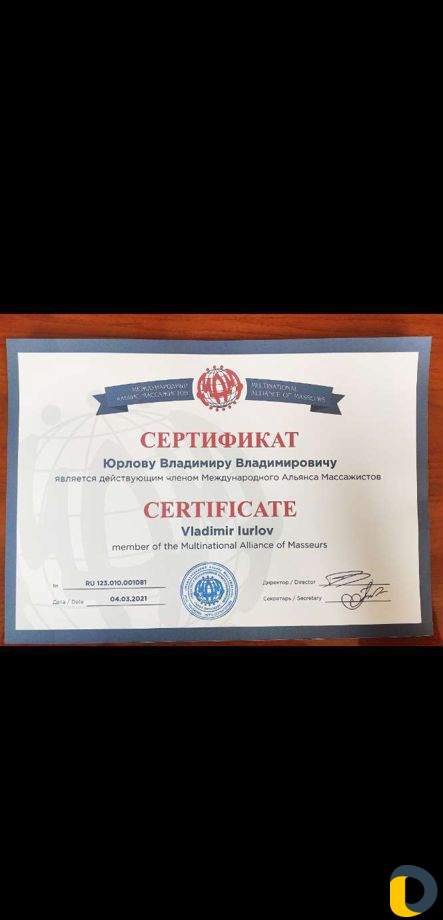 МЕЖДУНАРОДНЫЙ
АЛЬЯНС МАССАЖИСТОВ
МАМ
MULTINATIONAL
ALLIANCE OF MASSEURS
СЕРТИФИКАТ
Юрлову Владимиру Владимировичу
является действующим членом Международного Альянса Массажистов
CERTIFICATE
Vladimir Iurlov
member of the Multinational Alliance of Masseurs
№ RU 123.010.001081
Дата / Date 04.03.2021
Директор / Director
Секретарь / Secretary